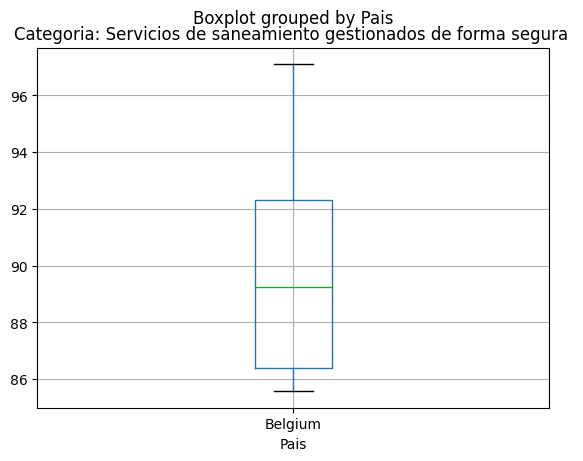 Boxplot grouped by Pais
Categoria: Servicios de saneamiento gestionados de forma segura
96
94
92
90
88
86
Belgium
Pais